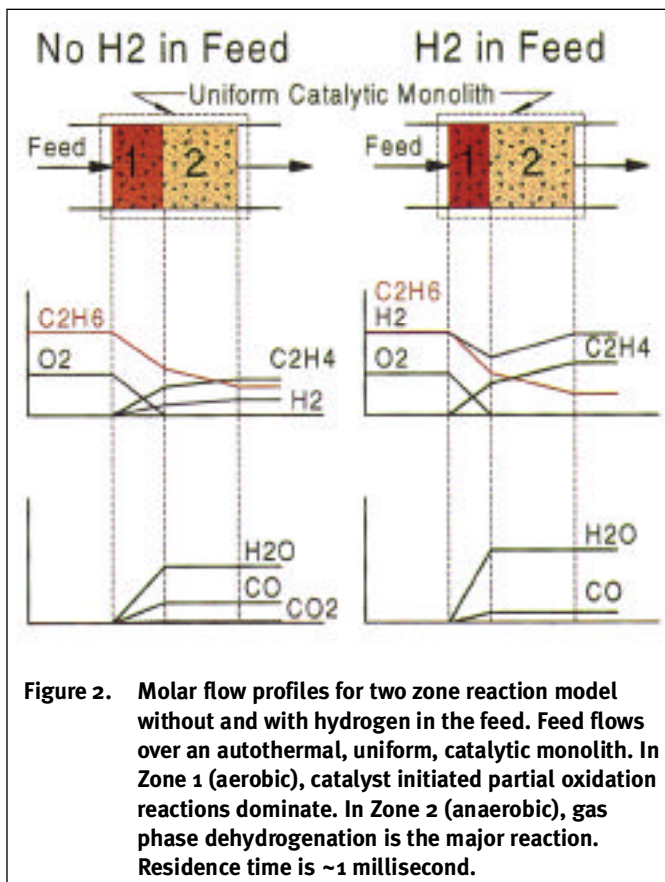 No H2 in Feed
H2 in Feed
Uniform Catalytic Monolith
Feed
1
2
Feed
1
2
C2H6
O2
C2H4
H2
C2H6
H2
O2
C2H4
H2O
CO
CO2
H2O
CO
Figure 2. Molar flow profiles for two zone reaction model
without and with hydrogen in the feed. Feed flows
over an autothermal, uniform, catalytic monolith. In
Zone 1 (aerobic), catalyst initiated partial oxidation
reactions dominate. In Zone 2 (anaerobic), gas
phase dehydrogenation is the major reaction.
Residence time is ~1 millisecond.